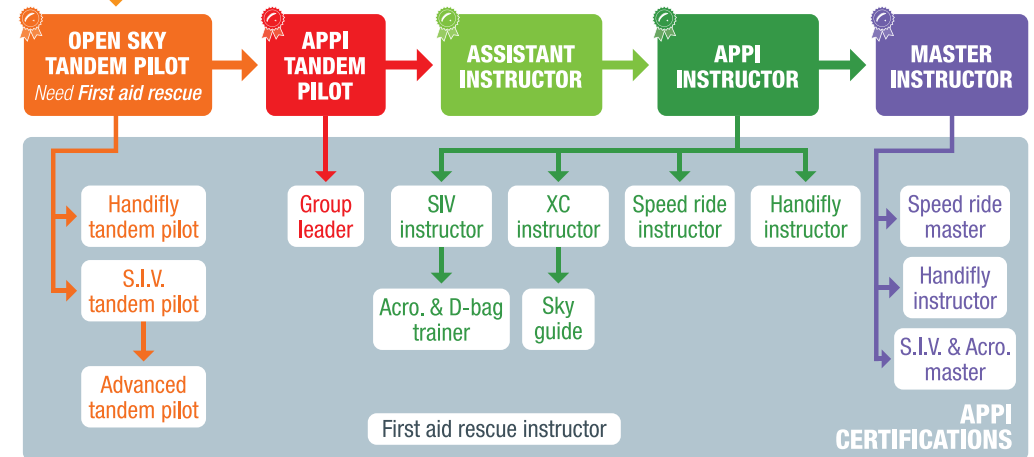 OPEN SKY
TANDEM PILOT
Need First aid rescue
APPI
TANDEM
PILOT
ASSISTANT
INSTRUCTOR
APPI
INSTRUCTOR
MASTER
INSTRUCTOR
Handifly
tandem pilot
S.I.V.
tandem pilot
Advanced
tandem pilot
Group
leader
SIV
instructor
Acro. & D-bag
trainer
XC
instructor
Sky
guide
Speed ride
instructor
Handifly
instructor
Speed ride
master
Handifly
instructor
S.I.V. & Acro.
master
First aid rescue instructor
APPI
CERTIFICATIONS